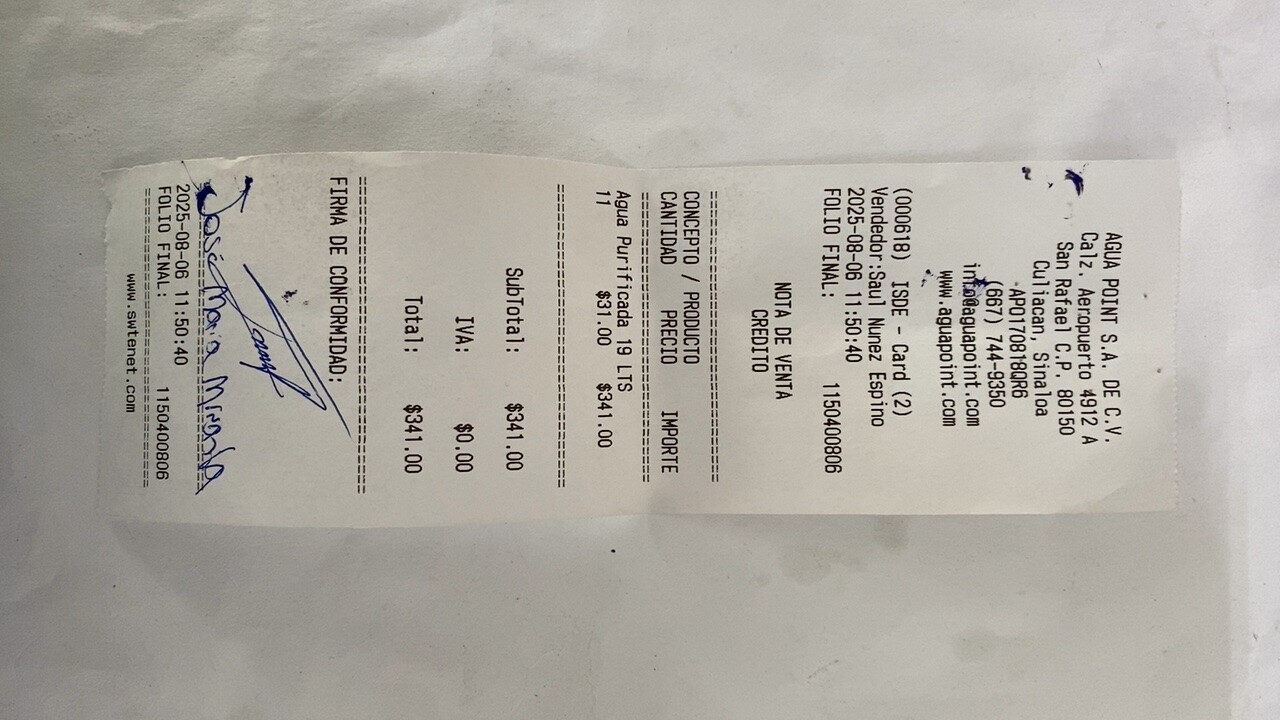 AGUA POINT S.A. DE C.V.
Calz. Aeropuerto 4912 A
San Rafael C.P. 80150
Culiacan, Sinaloa
APO170818QR6
(667) 744-9350
info@aguapoint.com
www.aguapoint.com
(000618) ISDE - Card (2)
Vendedor:Saul Nunez Espino
2025-08-06 11:50:40
FOLIO FINAL: 1150400806
NOTA DE VENTA
CREDITO
===============================
CONCEPTO / PRODUCTO
CANTIDAD PRECIO IMPORTE
===============================
Agua Purificada 19 LTS
11 $31.00 $341.00
===============================
SubTotal: $341.00
IVA: $0.00
Total: $341.00
===============================
FIRMA DE CONFORMIDAD:
José Maria Miranda
===============================
2025-08-06 11:50:40
FOLIO FINAL: 1150400806
===============================
www.swtenet.com